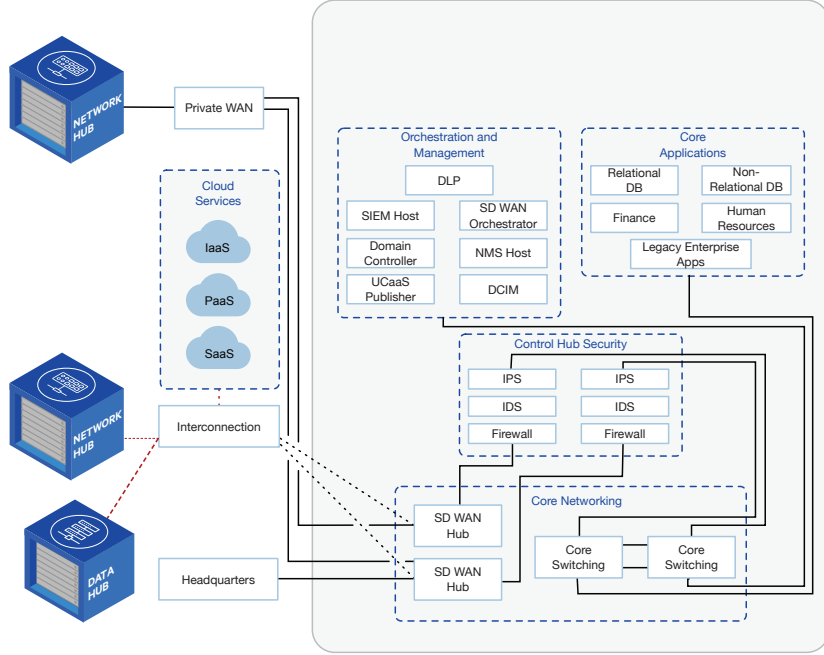 NETWORK
HUB
Private WAN
Cloud
Services
IaaS
PaaS
SaaS
NETWORK
HUB
Interconnection
DATA
HUB
Headquarters
Orchestration and
Management
DLP
SIEM Host
SD WAN
Orchestrator
Domain
Controller
NMS Host
UCaaS
Publisher
DCIM
Core
Applications
Relational
DB
Non-
Relational DB
Finance
Human
Resources
Legacy Enterprise
Apps
Control Hub Security
IPS
IPS
IDS
IDS
Firewall
Firewall
Core Networking
SD WAN
Hub
SD WAN
Hub
Core
Switching
Core
Switching